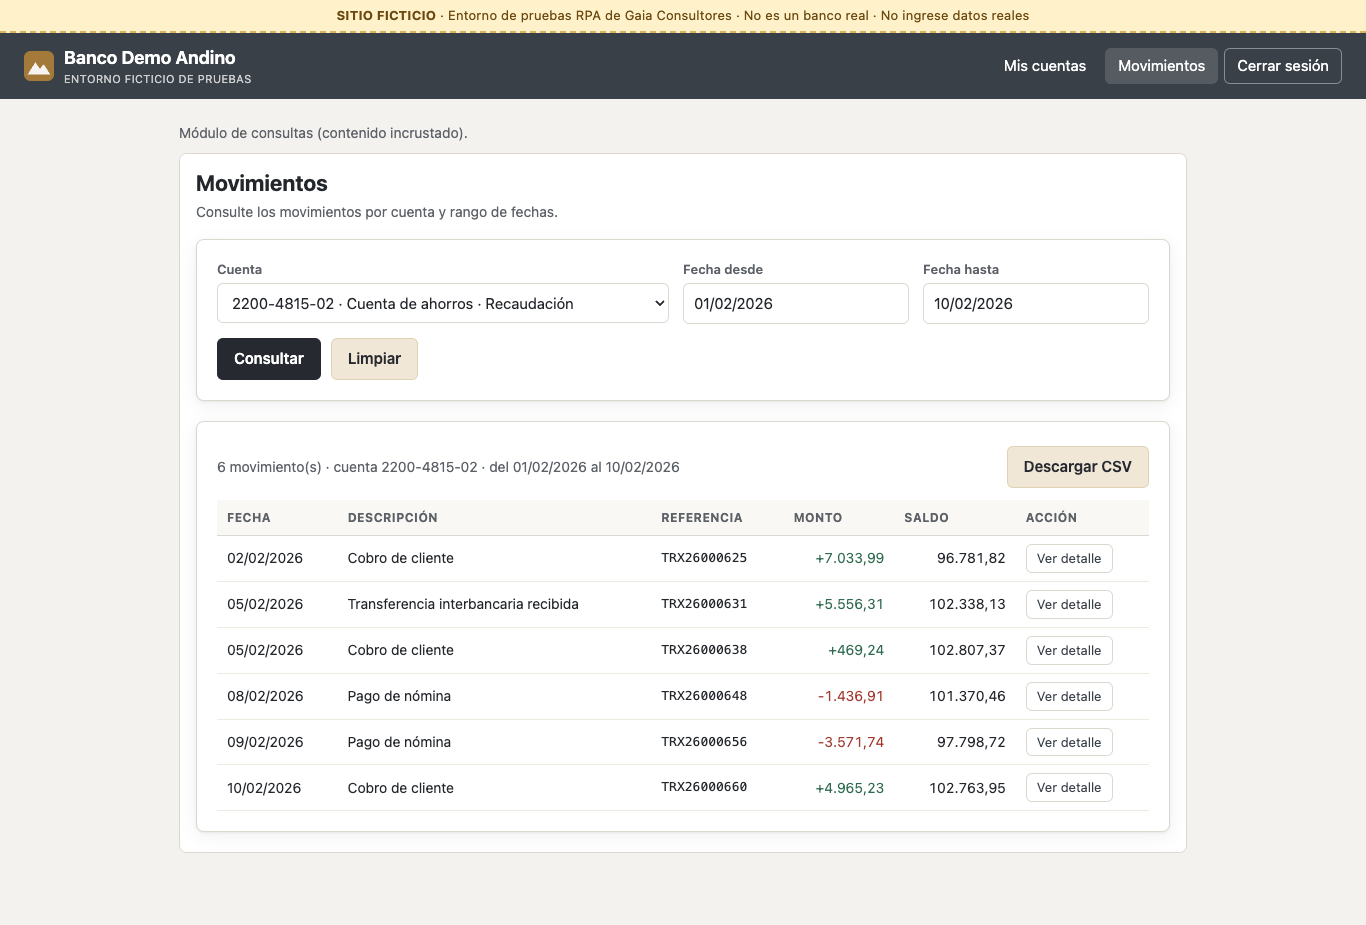 SITIO FICTICIO · Entorno de pruebas RPA de Gaia Consultores · No es un banco real · No ingrese datos reales
Banco Demo Andino
ENTORNO FICTICIO DE PRUEBAS
Mis cuentas
Movimientos
Cerrar sesión
Módulo de consultas (contenido incrustado).
Movimientos
Consulte los movimientos por cuenta y rango de fechas.
Cuenta Fecha desde Fecha hasta
2200-4815-02 · Cuenta de ahorros · Recaudación 01/02/2026 10/02/2026
Consultar Limpiar
6 movimiento(s) · cuenta 2200-4815-02 · del 01/02/2026 al 10/02/2026 Descargar CSV
FECHA DESCRIPCIÓN REFERENCIA MONTO SALDO ACCIÓN
02/02/2026 Cobro de cliente TRX26000625 +7.033,99 96.781,82 Ver detalle
05/02/2026 Transferencia interbancaria recibida TRX26000631 +5.556,31 102.338,13 Ver detalle
05/02/2026 Cobro de cliente TRX26000638 +469,24 102.807,37 Ver detalle
08/02/2026 Pago de nómina TRX26000648 -1.436,91 101.370,46 Ver detalle
09/02/2026 Pago de nómina TRX26000656 -3.571,74 97.798,72 Ver detalle
10/02/2026 Cobro de cliente TRX26000660 +4.965,23 102.763,95 Ver detalle